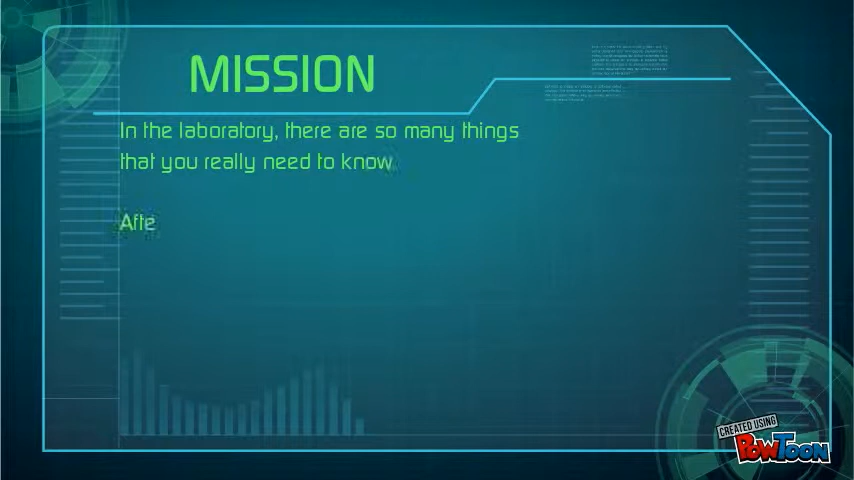 MISSION
In the laboratory, there are so many things
that you really need to know
Afte
CREATED USING
POWTOON